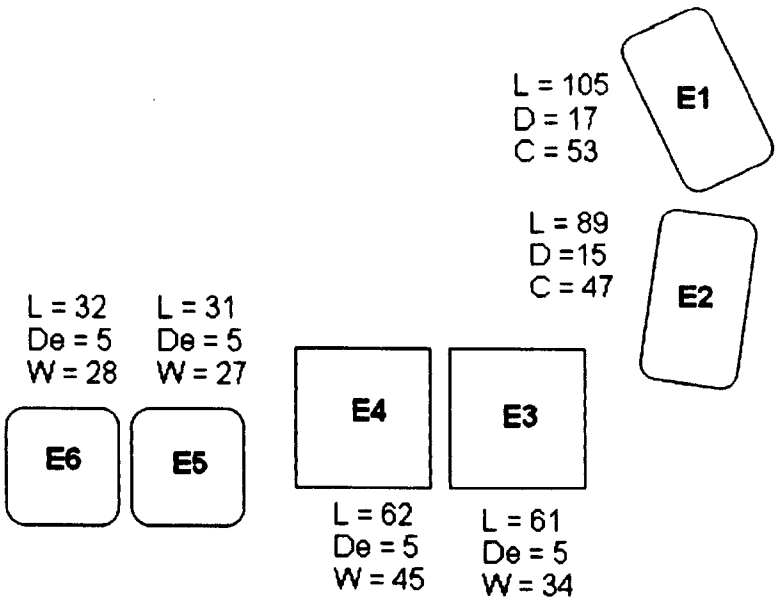 L = 105
D = 17
C = 53
E1
L = 89
D =15
C = 47
E2
L = 32
De = 5
W = 28
L = 31
De = 5
W = 27
E6
E5
E4
E3
L = 62
De = 5
W = 45
L = 61
De = 5
W = 34